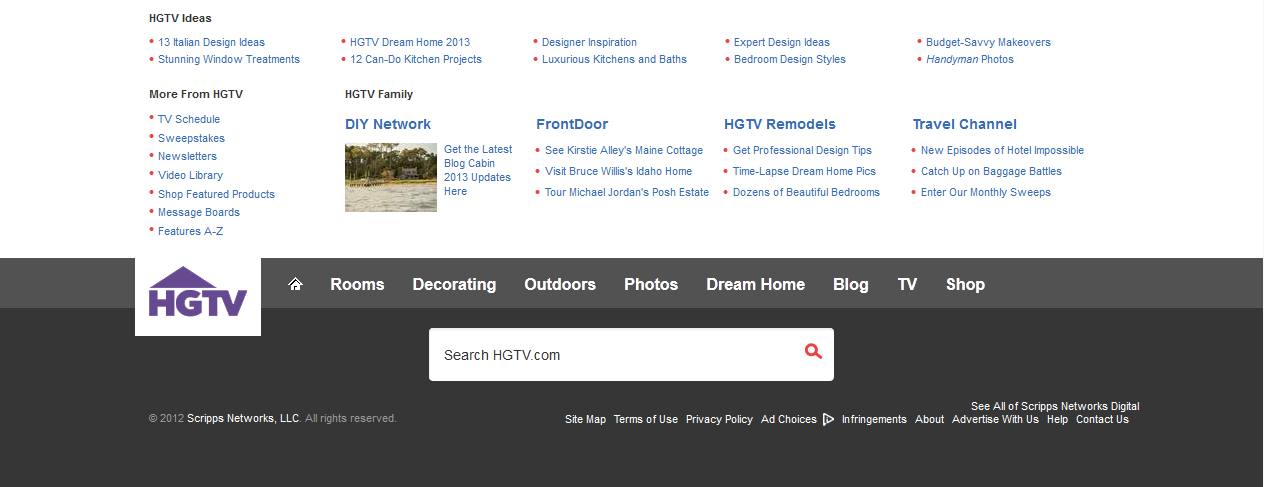 HGTV Ideas
13 Italian Design Ideas
HGTV Dream Home 2013
Designer Inspiration
Expert Design Ideas
Budget-Savvy Makeovers
Stunning Window Treatments
12 Can-Do Kitchen Projects
Luxurious Kitchens and Baths
Bedroom Design Styles
Handyman Photos
More From HGTV
TV Schedule
Sweepstakes
Newsletters
Video Library
Shop Featured Products
Message Boards
Features A-Z
HGTV Family
DIY Network
Get the Latest
Blog Cabin
2013 Updates
Here
FrontDoor
See Kirstie Alley's Maine Cottage
Visit Bruce Willis's Idaho Home
Tour Michael Jordan's Posh Estate
HGTV Remodels
Get Professional Design Tips
Time-Lapse Dream Home Pics
Dozens of Beautiful Bedrooms
Travel Channel
New Episodes of Hotel Impossible
Catch Up on Baggage Battles
Enter Our Monthly Sweeps
HGTV
Rooms Decorating Outdoors Photos Dream Home Blog TV Shop
Search HGTV.com
© 2012 Scripps Networks, LLC. All rights reserved.
See All of Scripps Networks Digital
Site Map Terms of Use Privacy Policy Ad Choices Infringements About Advertise With Us Help Contact Us